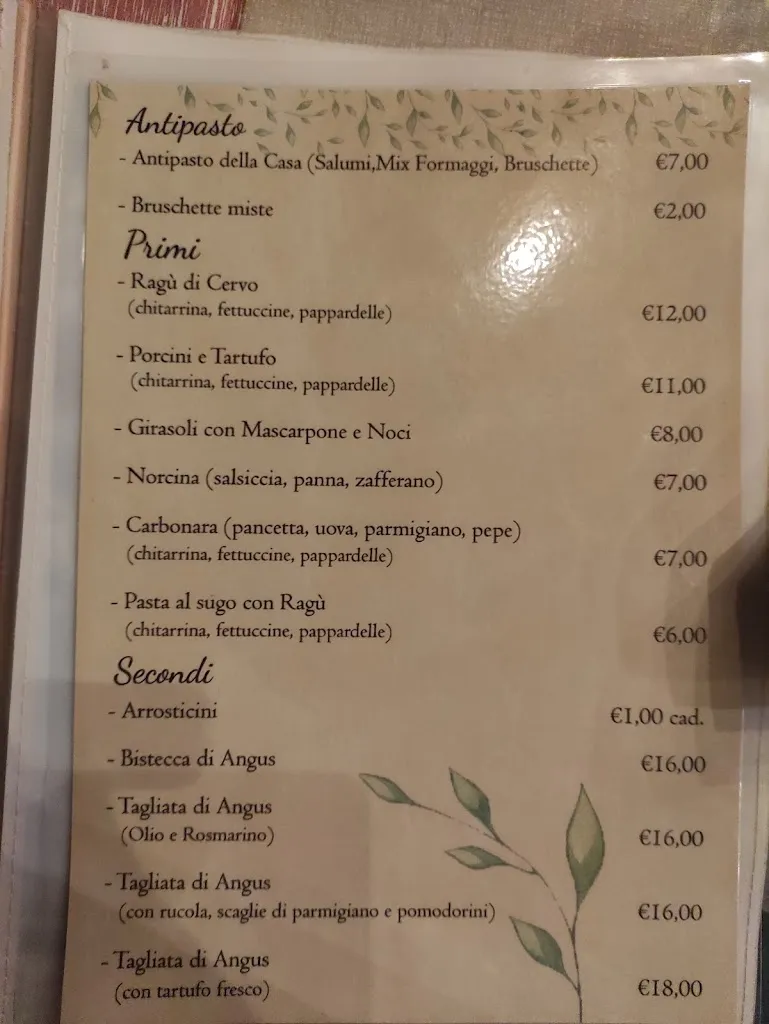 Antipasto
- Antipasto della Casa (Salumi,Mix Formaggi, Bruschette) €7,00
- Bruschette miste €2,00
Primi
- Ragù di Cervo
(chitarrina, fettuccine, pappardelle) €12,00
- Porcini e Tartufo
(chitarrina, fettuccine, pappardelle) €11,00
- Girasoli con Mascarpone e Noci €8,00
- Norcina (salsiccia, panna, zafferano) €7,00
- Carbonara (pancetta, uova, parmigiano, pepe)
(chitarrina, fettuccine, pappardelle) €7,00
- Pasta al sugo con Ragù
(chitarrina, fettuccine, pappardelle) €6,00
Secondi
- Arrosticini €1,00 cad.
- Bistecca di Angus €16,00
- Tagliata di Angus
(Olio e Rosmarino) €16,00
- Tagliata di Angus
(con rucola, scaglie di parmigiano e pomodorini) €16,00
- Tagliata di Angus
(con tartufo fresco) €18,00